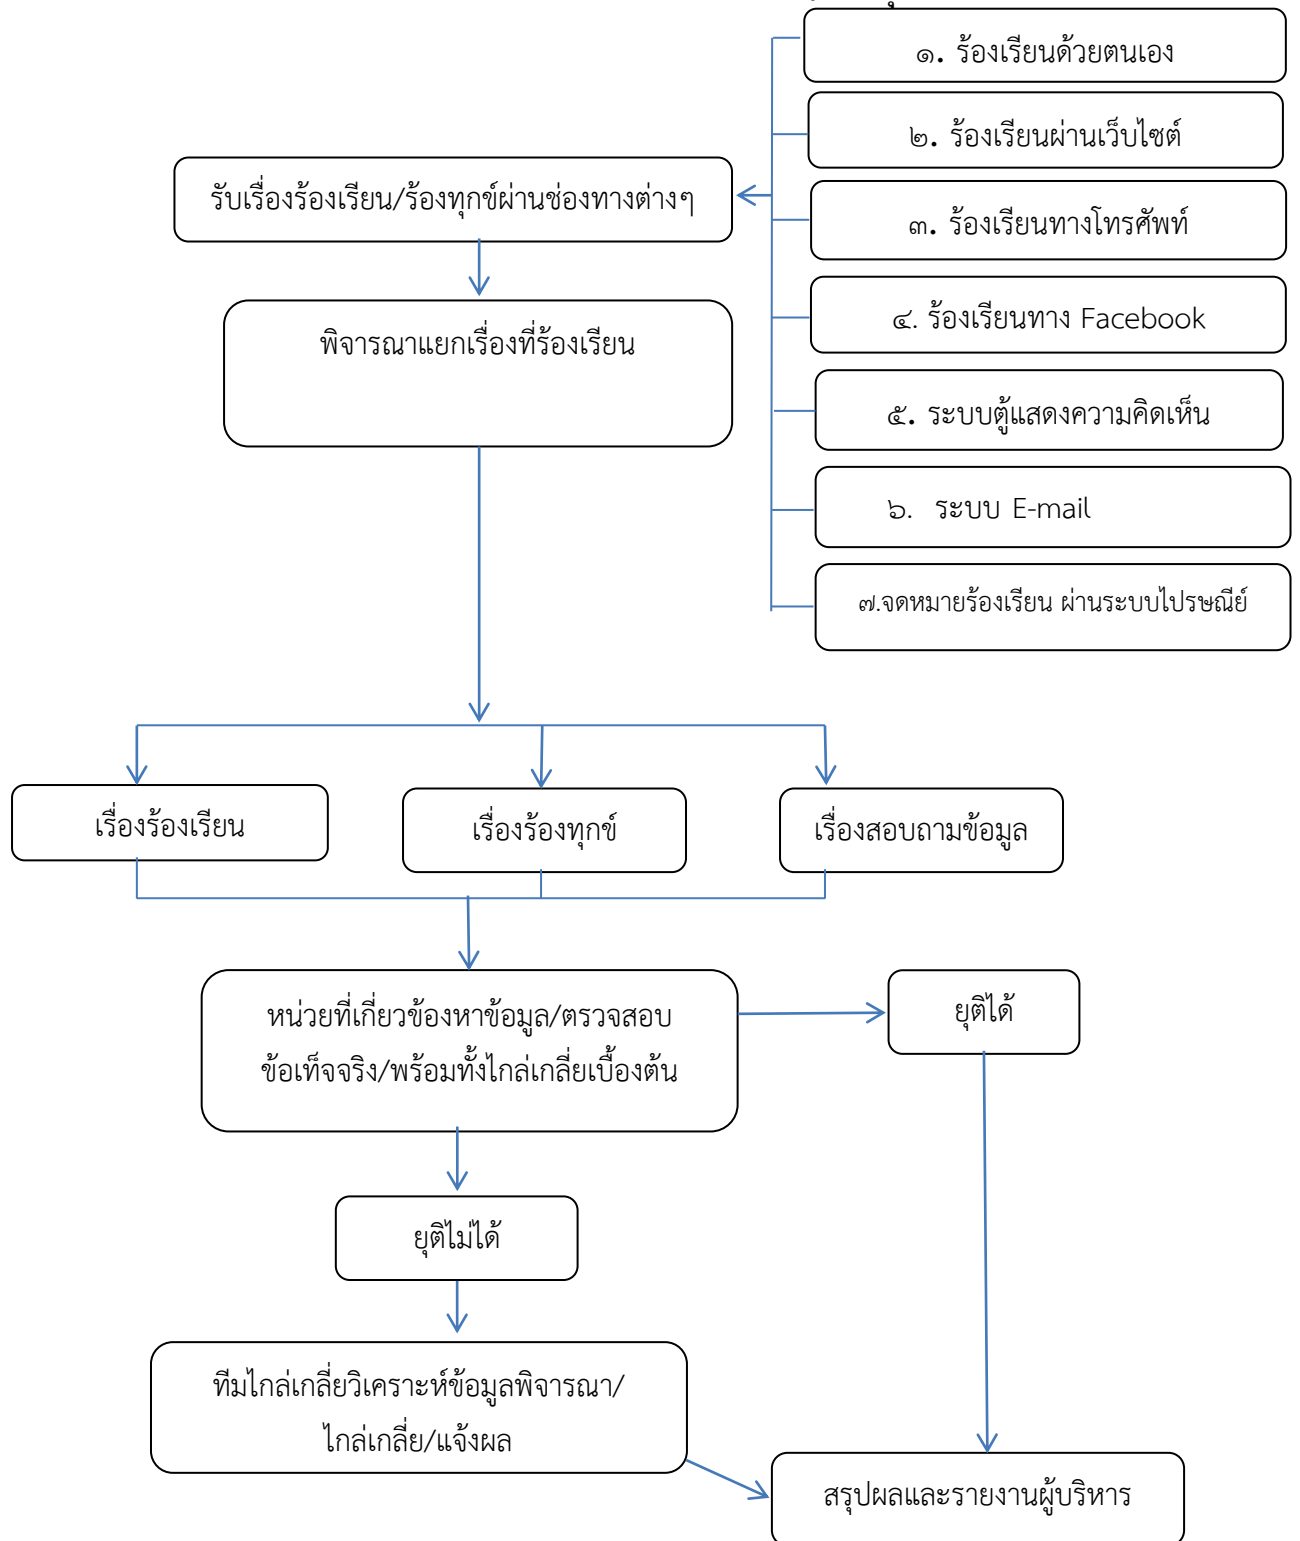 ๑. ร้องเรียนด้วยตนเอง
๒. ร้องเรียนผ่านเว็บไซต์
รับเรื่องร้องเรียน/ร้องทุกข์ผ่านช่องทางต่างๆ
๓. ร้องเรียนทางโทรศัพท์
๔. ร้องเรียนทาง Facebook
พิจารณาแยกเรื่องที่ร้องเรียน
๕. ระบบตู้แสดงความคิดเห็น
๖. ระบบ E-mail
๗.จดหมายร้องเรียน ผ่านระบบไปรษณีย์
เรื่องร้องเรียน
เรื่องร้องทุกข์
เรื่องสอบถามข้อมูล
หน่วยที่เกี่ยวข้องหาข้อมูล/ตรวจสอบ
ข้อเท็จจริง/พร้อมทั้งไกล่เกลี่ยเบื้องต้น
ยุติได้
ยุติไม่ได้
ทีมไกล่เกลี่ยวิเคราะห์ข้อมูลพิจารณา/
ไกล่เกลี่ย/แจ้งผล
สรุปผลและรายงานผู้บริหาร